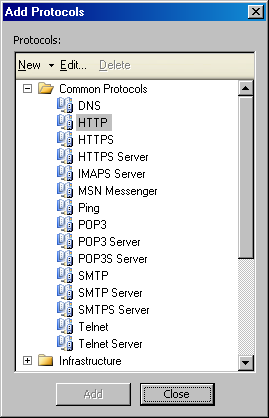 Add Protocols
Protocols:
New Edit... Delete
Common Protocols
DNS
HTTP
HTTPS
HTTPS Server
IMAPS Server
MSN Messenger
Ping
POP3
POP3 Server
POP3S Server
SMTP
SMTP Server
SMTPS Server
Telnet
Telnet Server
Infrastructure
Add Close